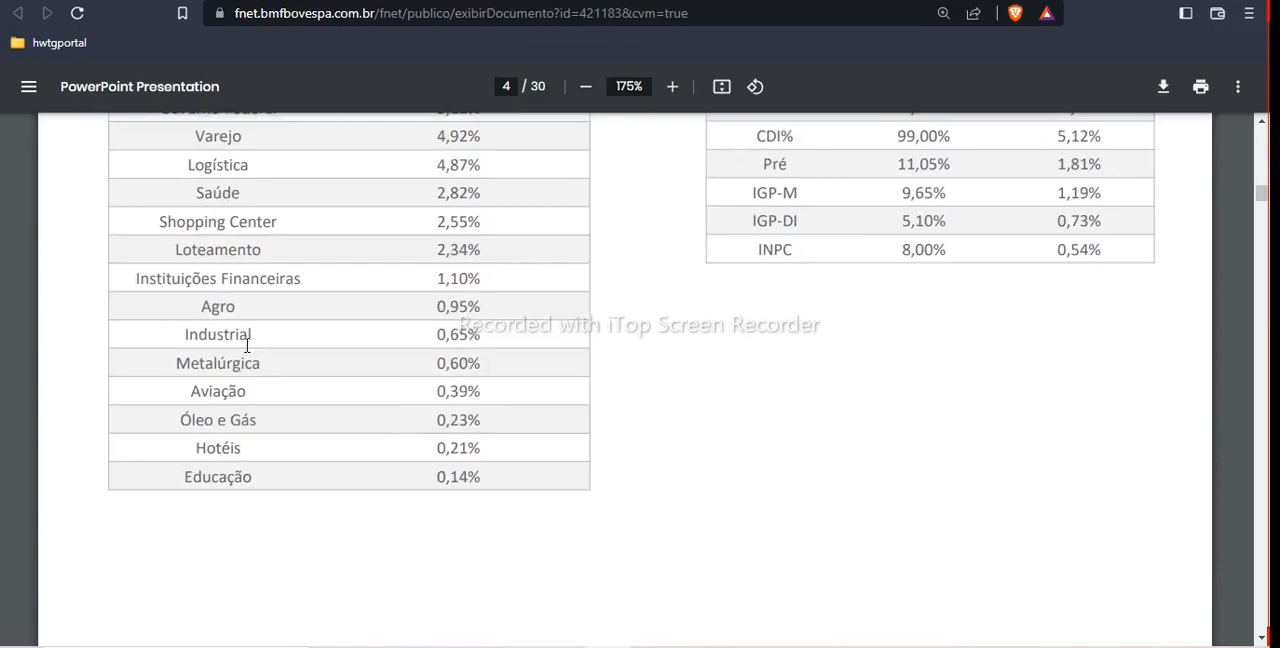 fnet.bmfbovespa.com.br/fnet/publico/exibirDocumento?id=421183&cvm=true
hwtgportal
PowerPoint Presentation
4 / 30
175%
Varejo 4,92%
Logística 4,87%
Saúde 2,82%
Shopping Center 2,55%
Loteamento 2,34%
Instituições Financeiras 1,10%
Agro 0,95%
Industrial 0,65%
Metalúrgica 0,60%
Aviação 0,39%
Óleo e Gás 0,23%
Hotéis 0,21%
Educação 0,14%
CDI% 99,00% 5,12%
Pré 11,05% 1,81%
IGP-M 9,65% 1,19%
IGP-DI 5,10% 0,73%
INPC 8,00% 0,54%
Recorded with iTop Screen Recorder